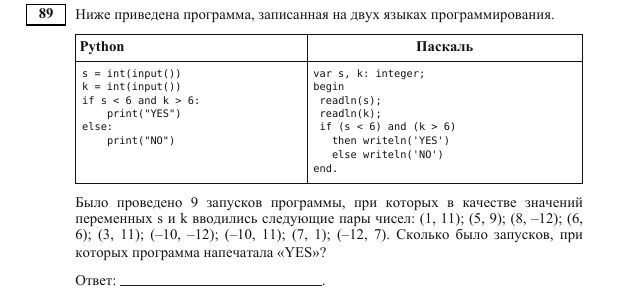 89
Ниже приведена программа, записанная на двух языках программирования.
Python
Паскаль
s = int(input())
k = int(input())
if s < 6 and k > 6:
    print("YES")
else:
    print("NO")
var s, k: integer;
begin
 readln(s);
 readln(k);
 if (s < 6) and (k > 6)
   then writeln('YES')
   else writeln('NO')
end.
Было проведено 9 запусков программы, при которых в качестве значений
переменных s и k вводились следующие пары чисел: (1, 11); (5, 9); (8, –12); (6,
6); (3, 11); (–10, –12); (–10, 11); (7, 1); (–12, 7). Сколько было запусков, при
которых программа напечатала «YES»?
Ответ: ______________________________.